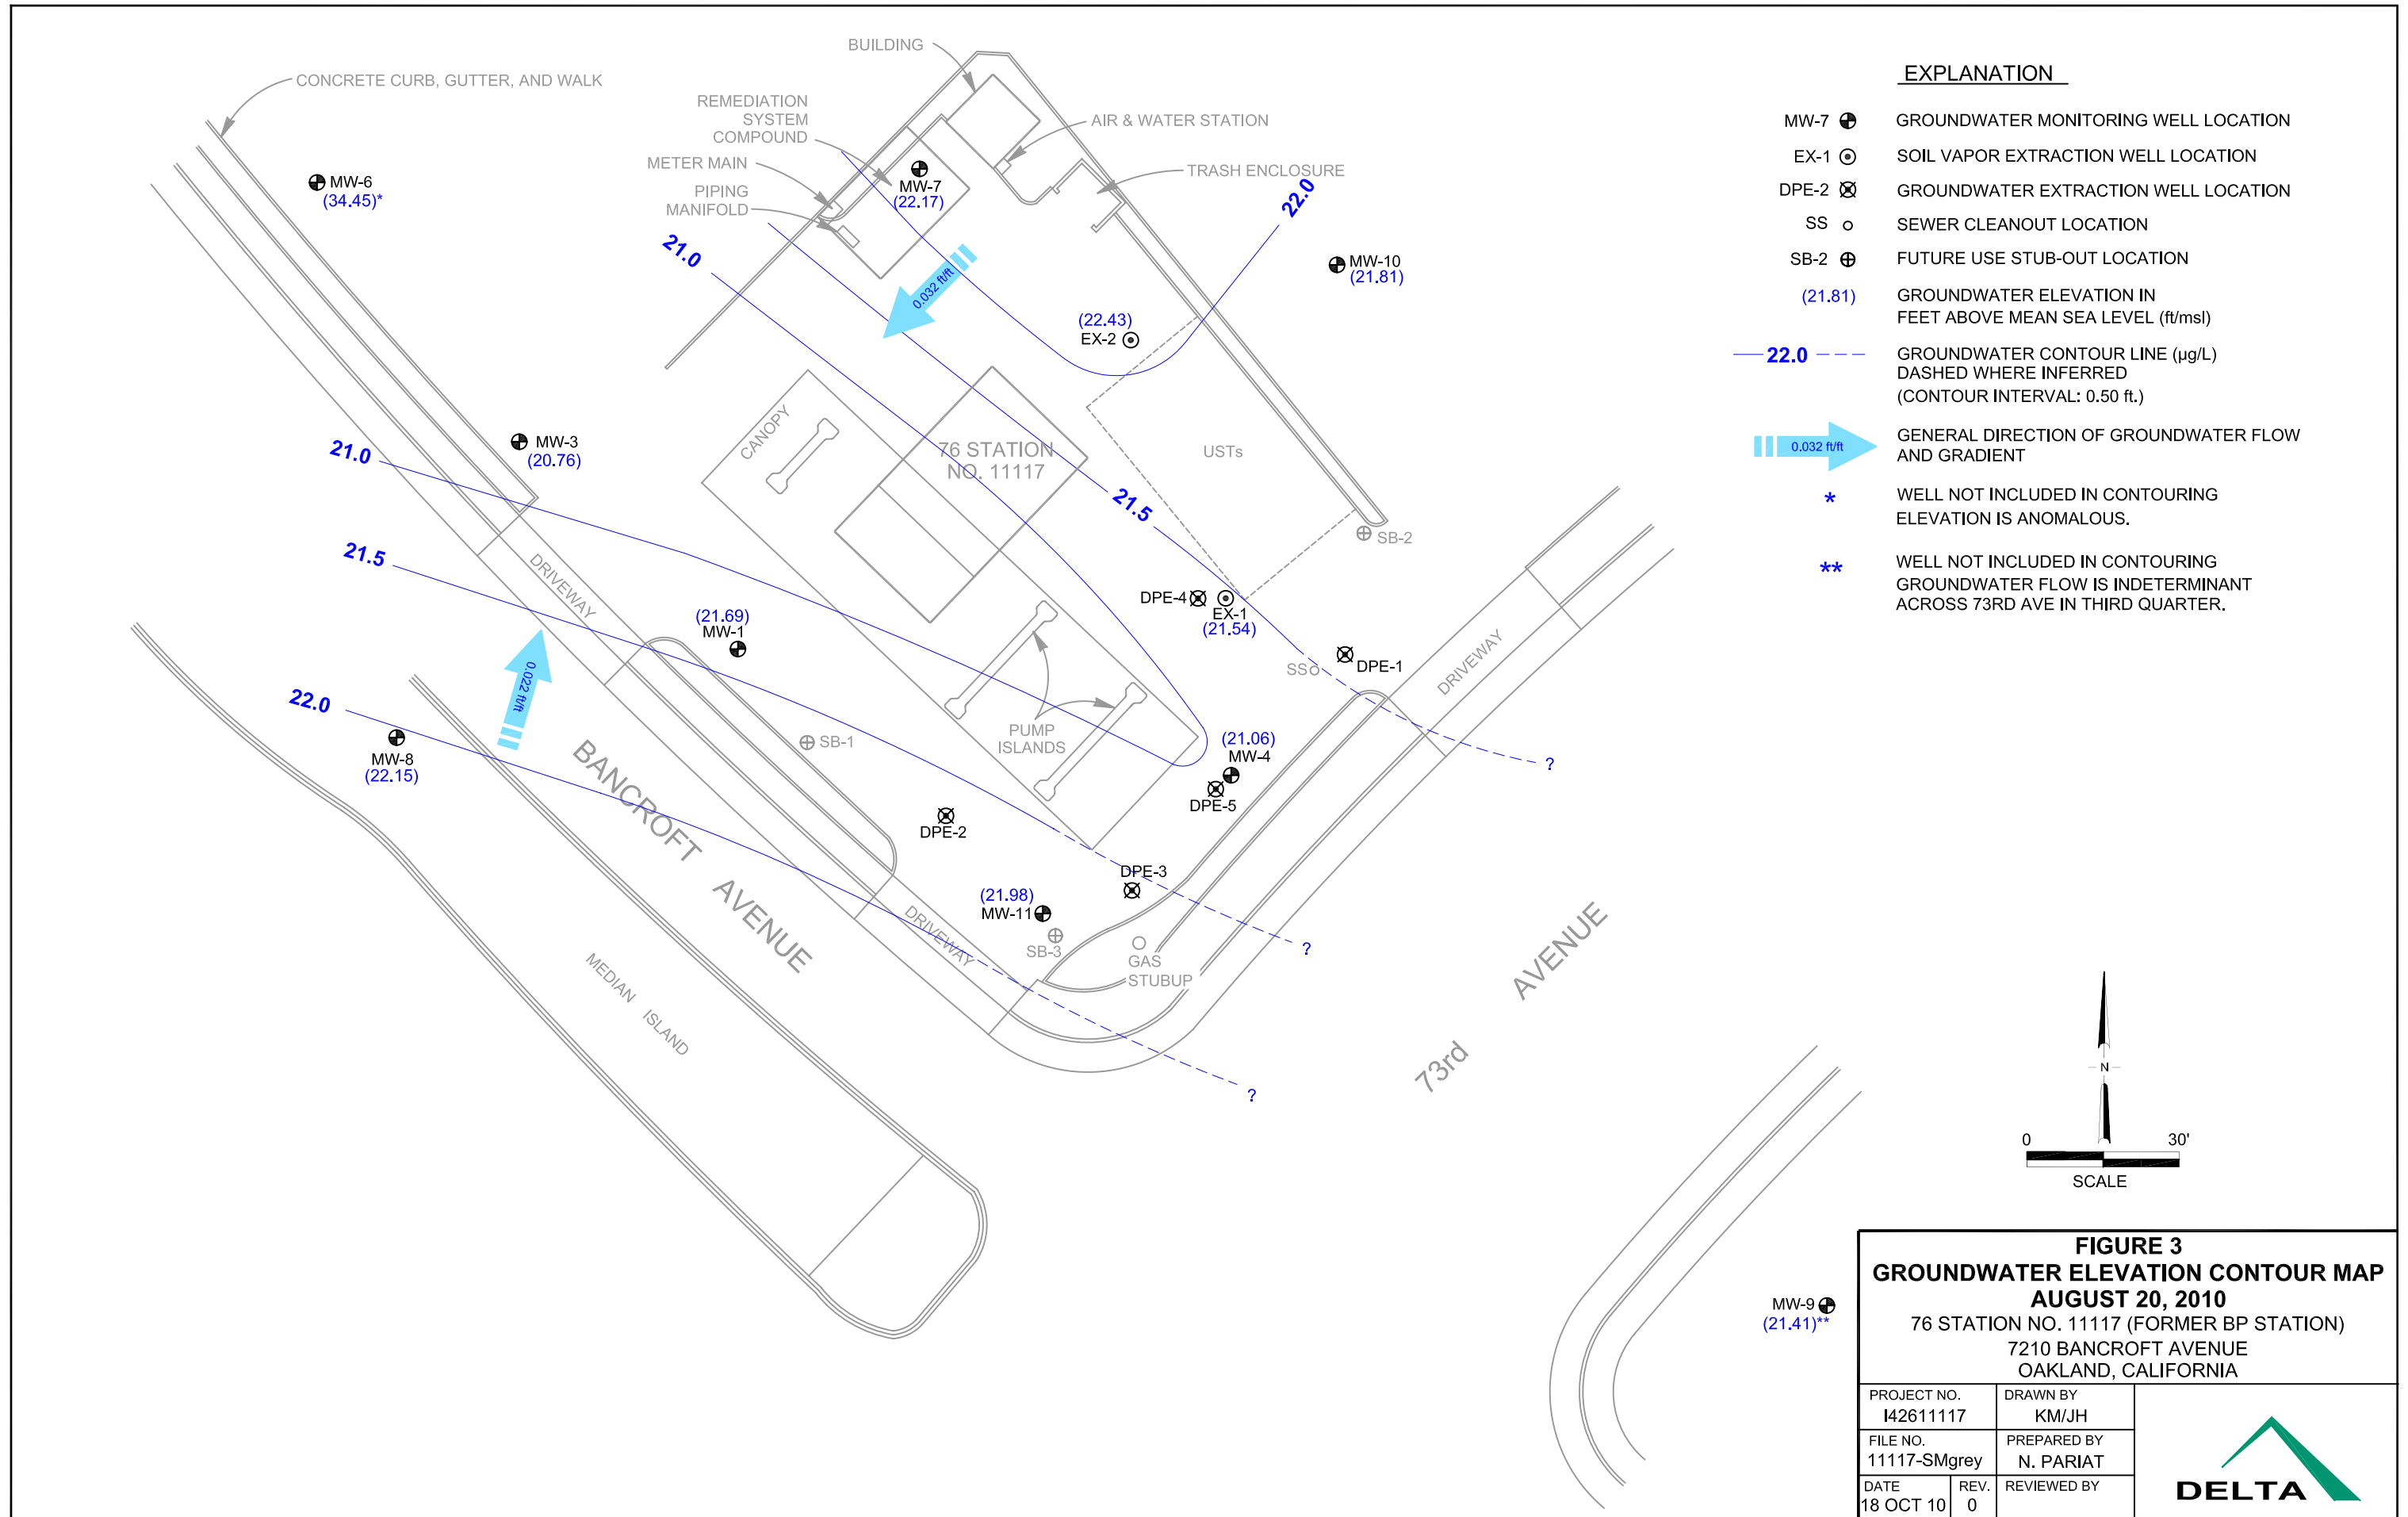 CONCRETE CURB, GUTTER, AND WALK
BUILDING
REMEDIATION
SYSTEM
COMPOUND
METER MAIN
PIPING
MANIFOLD
AIR & WATER STATION
TRASH ENCLOSURE
MW-6
(34.45)*
MW-7
(22.17)
22.0
21.0
MW-10
(21.81)
0.032 ft/ft
(22.43)
EX-2
CANOPY
76 STATION
NO. 11117
USTs
MW-3
(20.76)
21.0
21.5
21.5
SB-2
DRIVEWAY
DPE-4
EX-1
(21.54)
(21.69)
MW-1
SS
DPE-1
DRIVEWAY
0.022 ft/ft
22.0
MW-8
(22.15)
SB-1
PUMP
ISLANDS
(21.06)
MW-4
DPE-5
?
DPE-2
DPE-3
(21.98)
MW-11
SB-3
DRIVEWAY
GAS
STUBUP
?
?
BANCROFT AVENUE
MEDIAN ISLAND
73rd AVENUE
MW-9
(21.41)**
EXPLANATION
MW-7 GROUNDWATER MONITORING WELL LOCATION
EX-1 SOIL VAPOR EXTRACTION WELL LOCATION
DPE-2 GROUNDWATER EXTRACTION WELL LOCATION
SS SEWER CLEANOUT LOCATION
SB-2 FUTURE USE STUB-OUT LOCATION
(21.81) GROUNDWATER ELEVATION IN
FEET ABOVE MEAN SEA LEVEL (ft/msl)
22.0 GROUNDWATER CONTOUR LINE (µg/L)
DASHED WHERE INFERRED
(CONTOUR INTERVAL: 0.50 ft.)
0.032 ft/ft GENERAL DIRECTION OF GROUNDWATER FLOW
AND GRADIENT
* WELL NOT INCLUDED IN CONTOURING
ELEVATION IS ANOMALOUS.
** WELL NOT INCLUDED IN CONTOURING
GROUNDWATER FLOW IS INDETERMINANT
ACROSS 73RD AVE IN THIRD QUARTER.
N
0 30'
SCALE
FIGURE 3
GROUNDWATER ELEVATION CONTOUR MAP
AUGUST 20, 2010
76 STATION NO. 11117 (FORMER BP STATION)
7210 BANCROFT AVENUE
OAKLAND, CALIFORNIA
PROJECT NO. DRAWN BY
I42611117 KM/JH
FILE NO. PREPARED BY
11117-SMgrey N. PARIAT
DATE REV. REVIEWED BY
18 OCT 10 0
DELTA